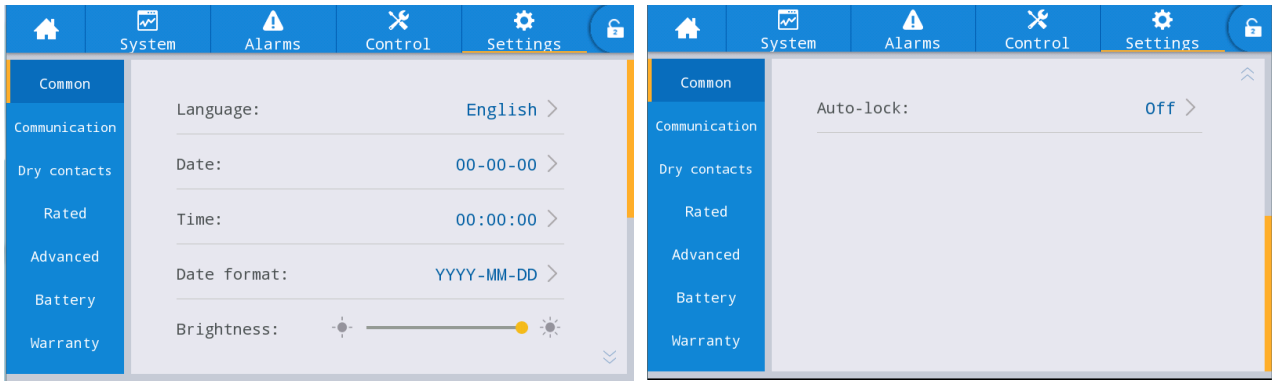 System Alarms Control Settings 2
Common
Communication
Dry contacts
Rated
Advanced
Battery
Warranty
Language: English
Date: 00-00-00
Time: 00:00:00
Date format: YYYY-MM-DD
Brightness:
System Alarms Control Settings 2
Common
Communication
Dry contacts
Rated
Advanced
Battery
Warranty
Auto-lock: Off